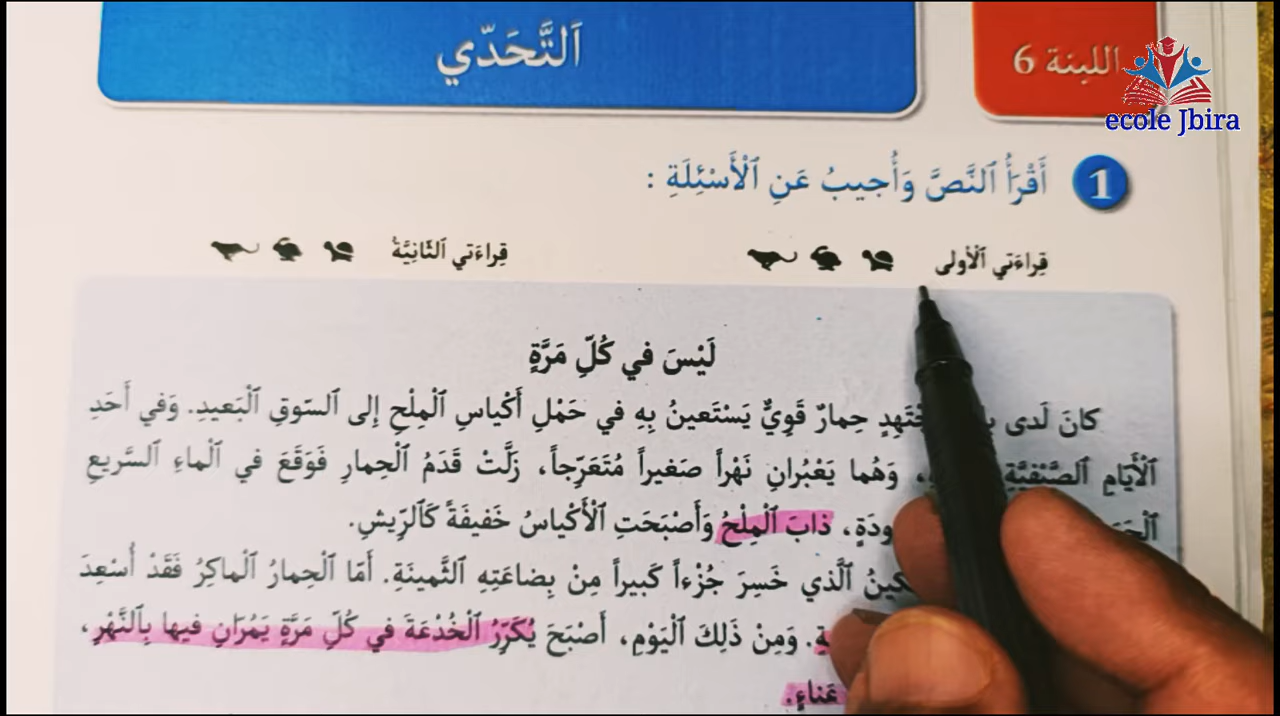 اَلتَّحَدّي
اللبنة 6
ecole Jbira
1 أَقْرَأُ ٱلنَّصَّ وَأُجيبُ عَنِ ٱلْأَسْئِلَةِ :
قِراءَتي ٱلْأولى قِراءَتي ٱلثّانِيَّةُ
لَيْسَ في كُلِّ مَرَّةٍ
كانَ لَدى حِمارٌ قَوِيٌّ يَسْتَعينُ بِهِ في حَمْلِ أَكْياسِ ٱلْمِلْحِ إِلى ٱلسّوقِ ٱلْبَعيدِ. وَفي أَحَدِ
ٱلْأَيّامِ ٱلصَّيْفِيَّةِ وَهُما يَعْبُرانِ نَهْراً صَغيراً مُتَعَرِّجاً، زَلَّتْ قَدَمُ ٱلْحِمارِ فَوَقَعَ في ٱلْماءِ ٱلسَّريعِ
ذابَ ٱلْمِلْحُ وَأَصْبَحَتِ ٱلْأَكْياسُ خَفيفَةً كَٱلرّيشِ.
ٱلَّذي خَسِرَ جُزْءاً كَبيراً مِنْ بِضاعَتِهِ ٱلثَّمينَةِ. أَمّا ٱلْحِمارُ ٱلْماكِرُ فَقَدْ أُسْعِدَ
وَمِنْ ذَلِكَ ٱلْيَوْمِ، أَصْبَحَ يُكَرِّرُ ٱلْخُدْعَةَ في كُلِّ مَرَّةٍ يَمُرَانِ فيها بِٱلنَّهْرِ،
عَناءٍ.